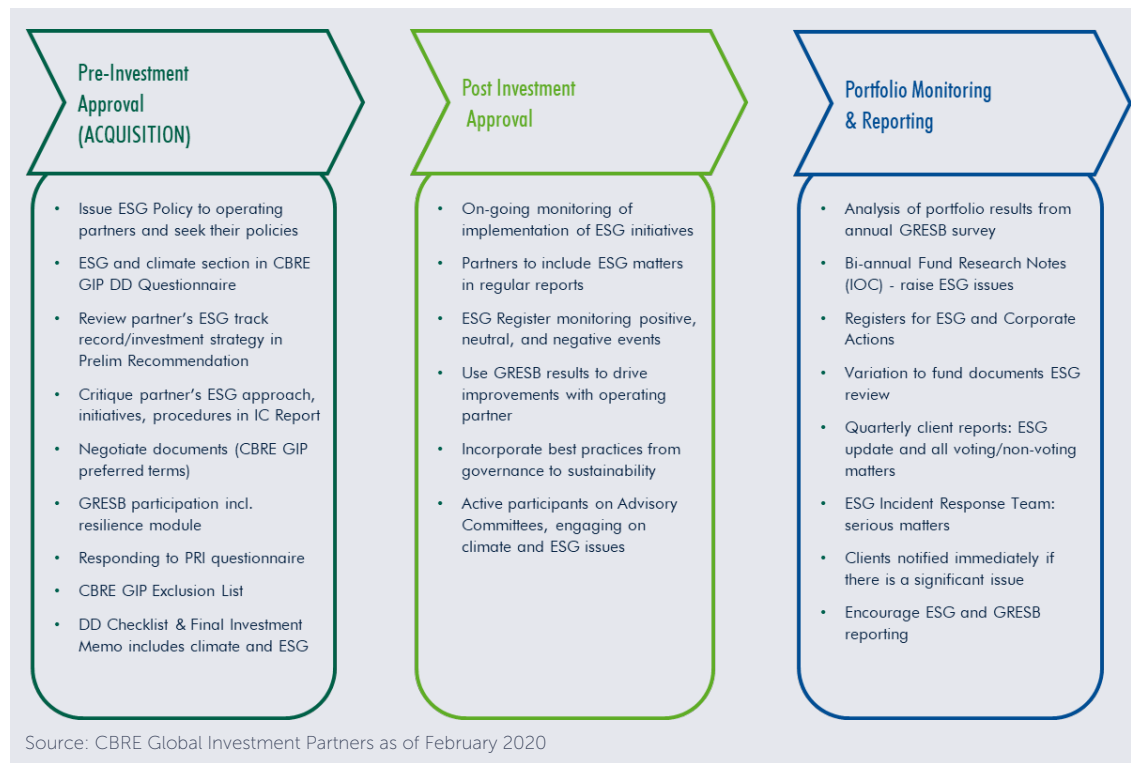 Pre-Investment
Approval
(ACQUISITION)
• Issue ESG Policy to operating
partners and seek their policies
• ESG and climate section in CBRE
GIP DD Questionnaire
• Review partner's ESG track
record/investment strategy in
Prelim Recommendation
• Critique partner's ESG approach,
initiatives, procedures in IC Report
• Negotiate documents (CBRE GIP
preferred terms)
• GRESB participation incl.
resilience module
• Responding to PRI questionnaire
• CBRE GIP Exclusion List
• DD Checklist & Final Investment
Memo includes climate and ESG
Post Investment
Approval
• On-going monitoring of
implementation of ESG initiatives
• Partners to include ESG matters
in regular reports
• ESG Register monitoring positive,
neutral, and negative events
• Use GRESB results to drive
improvements with operating
partner
• Incorporate best practices from
governance to sustainability
• Active participants on Advisory
Committees, engaging on
climate and ESG issues
Portfolio Monitoring
& Reporting
• Analysis of portfolio results from
annual GRESB survey
• Bi-annual Fund Research Notes
(IOC) - raise ESG issues
• Registers for ESG and Corporate
Actions
• Variation to fund documents ESG
review
• Quarterly client reports: ESG
update and all voting/non-voting
matters
• ESG Incident Response Team:
serious matters
• Clients notified immediately if
there is a significant issue
• Encourage ESG and GRESB
reporting
Source: CBRE Global Investment Partners as of February 2020